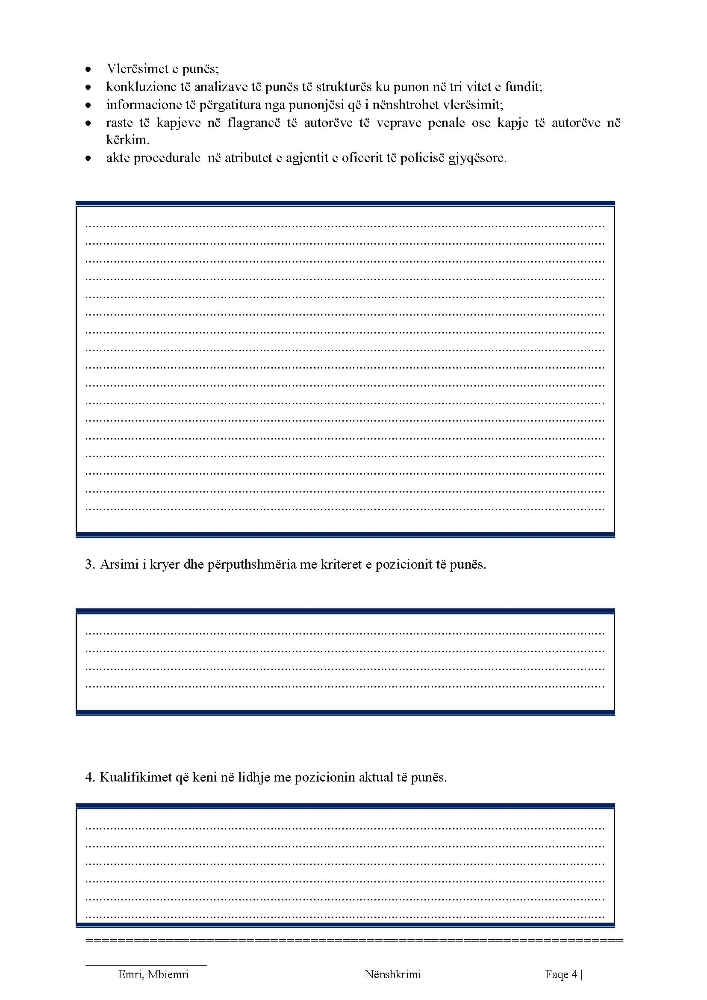 • Vlerësimet e punës;
• konkluzione të analizave të punës të strukturës ku punon në tri vitet e fundit;
• informacione të përgatitura nga punonjësi që i nënshtrohet vlerësimit;
• raste të kapjeve në flagrancë të autorëve të veprave penale ose kapje të autorëve në
kërkim.
• akte procedurale në atributet e agjentit e oficerit të policisë gjyqësore.
3. Arsimi i kryer dhe përputhshmëria me kriteret e pozicionit të punës.
4. Kualifikimet që keni në lidhje me pozicionin aktual të punës.
Emri, Mbiemri Nënshkrimi Faqe 4 |